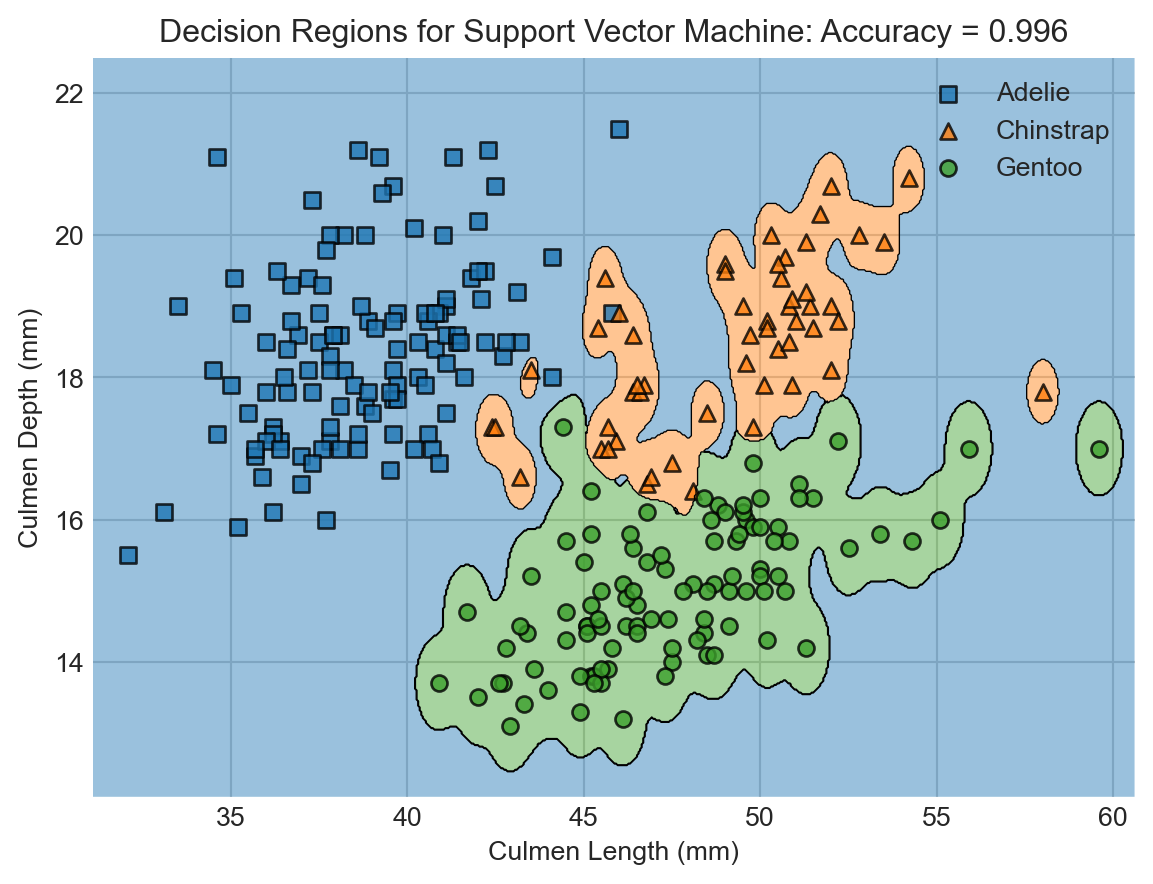 Decision Regions for Support Vector Machine: Accuracy = 0.996
Adelie
Chinstrap
Gentoo
22
20
18
16
14
Culmen Depth (mm)
35 40 45 50 55 60
Culmen Length (mm)